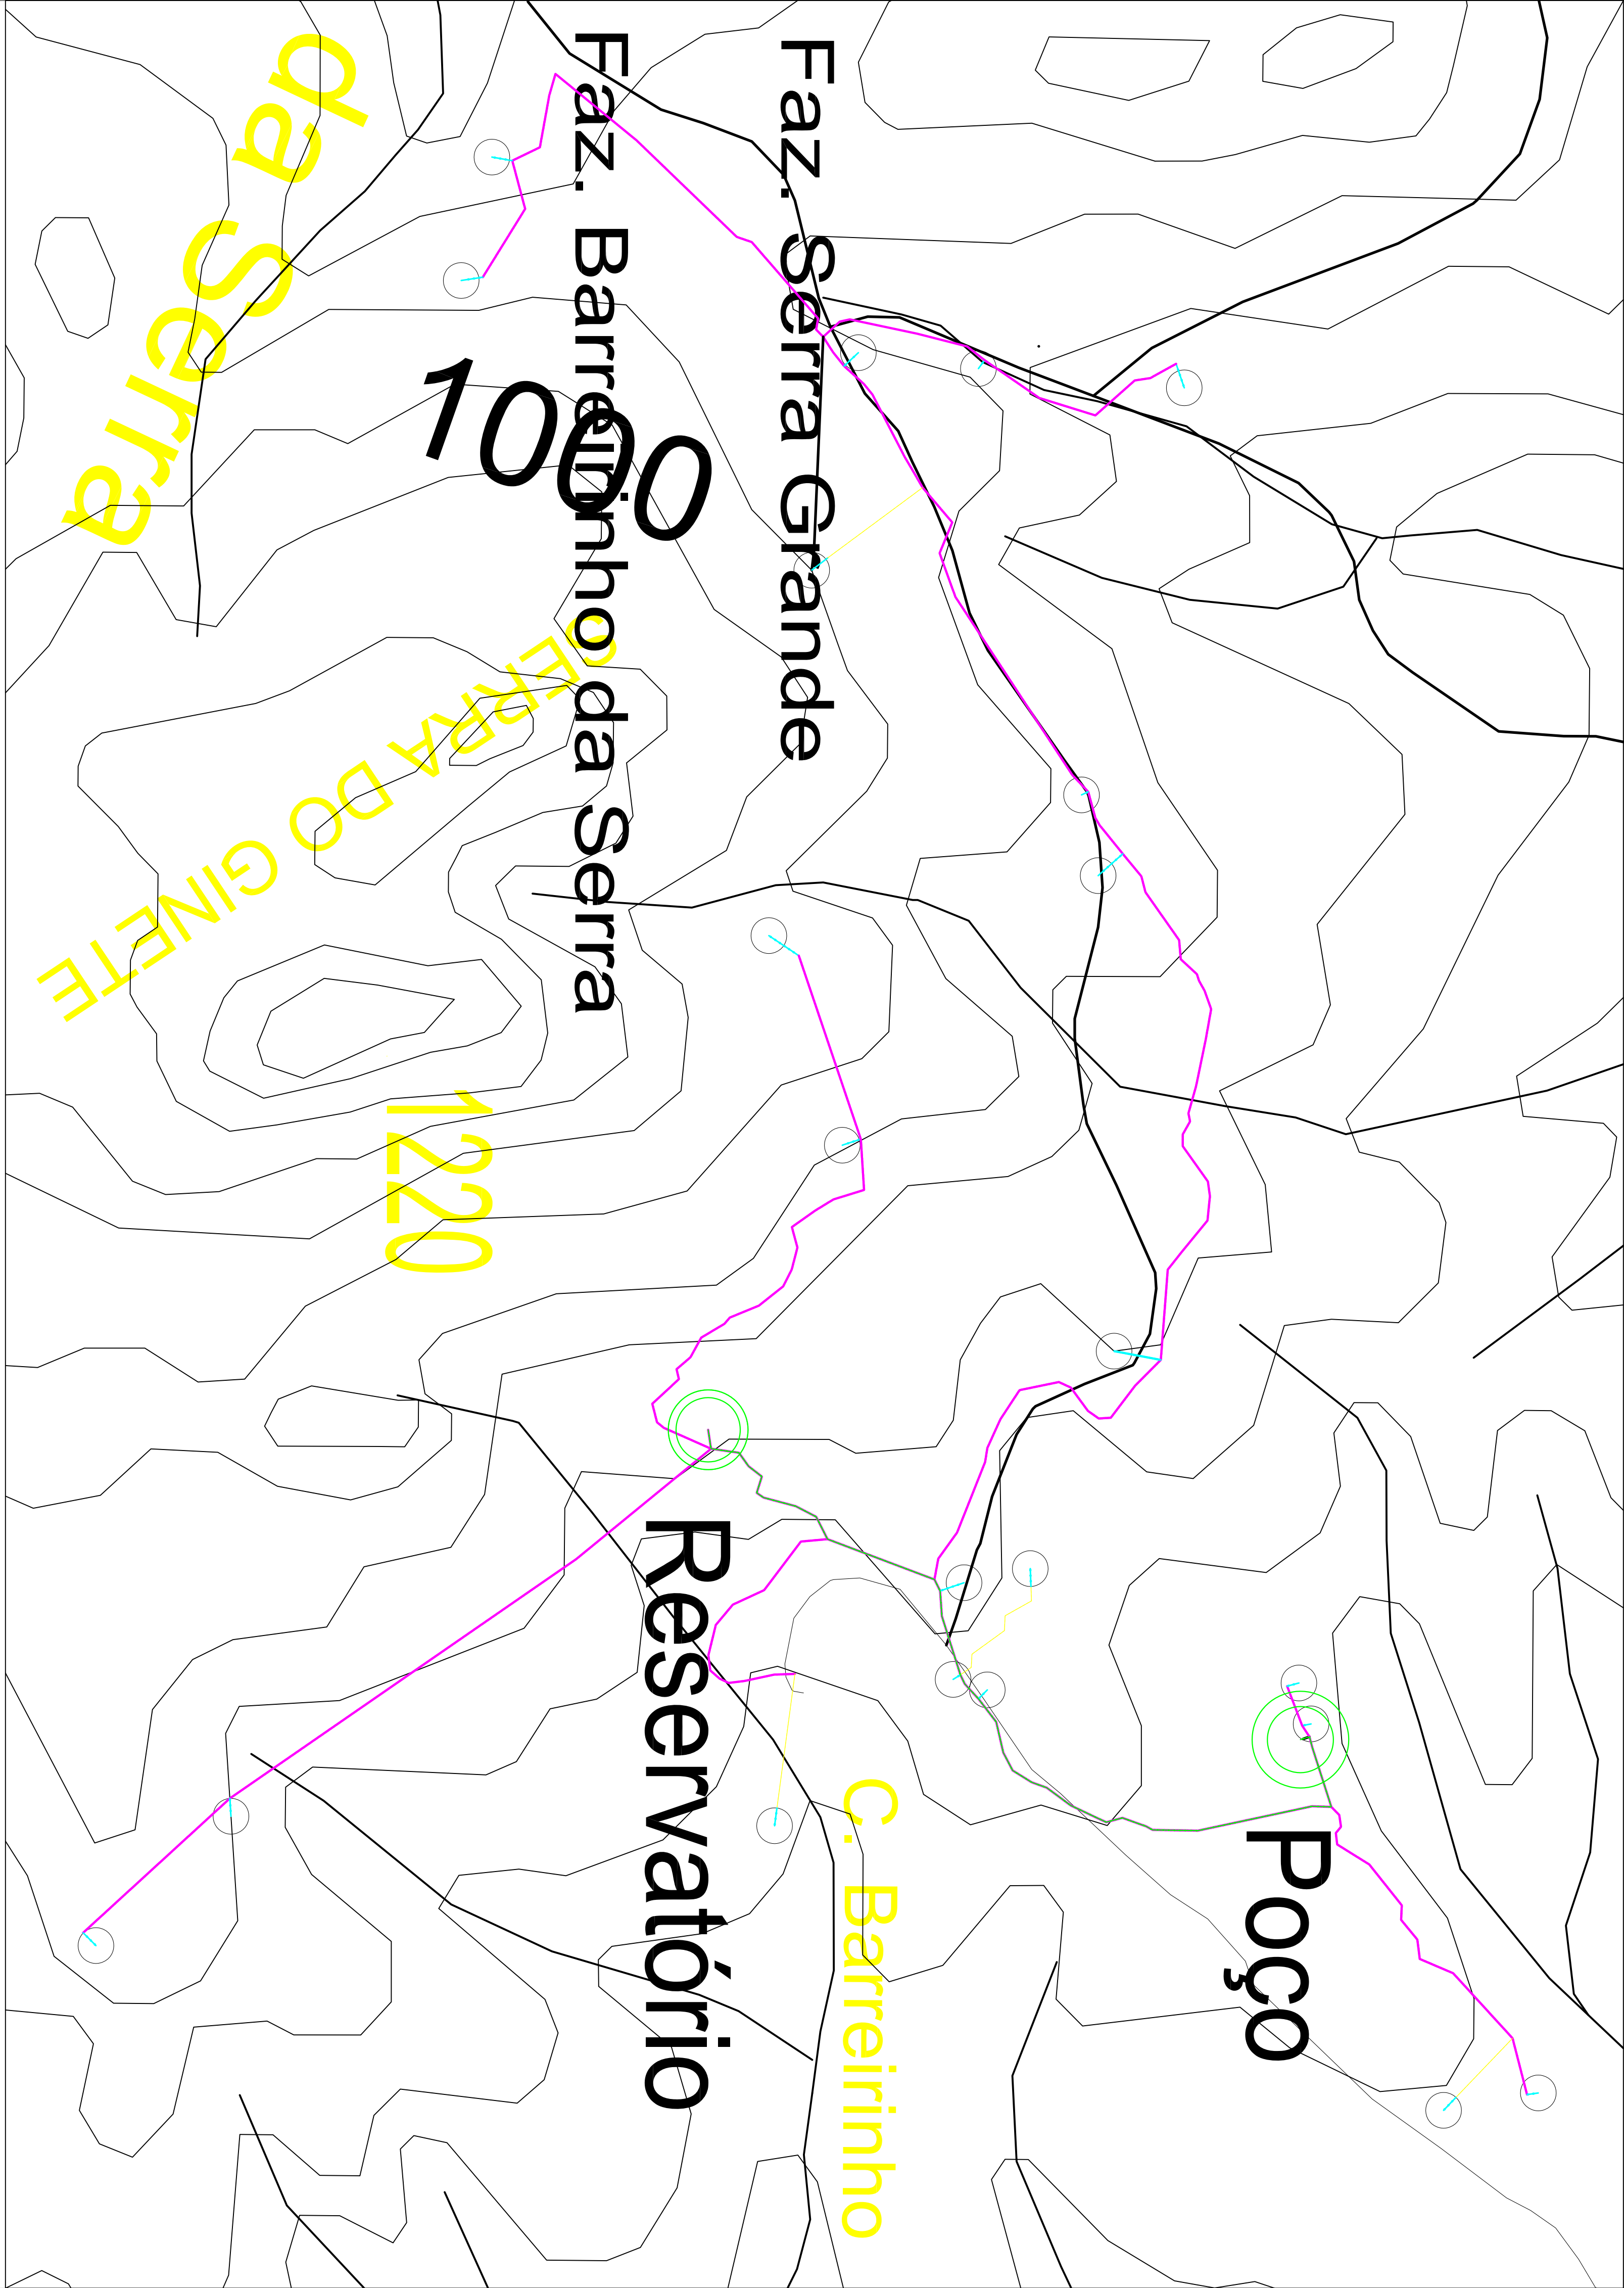 Poço
C. Barreirinho
Faz. Serra Grande
Reservatório
Faz. Barreirinho da Serra
1000
1220
SERRA DO GINETE
da Serra